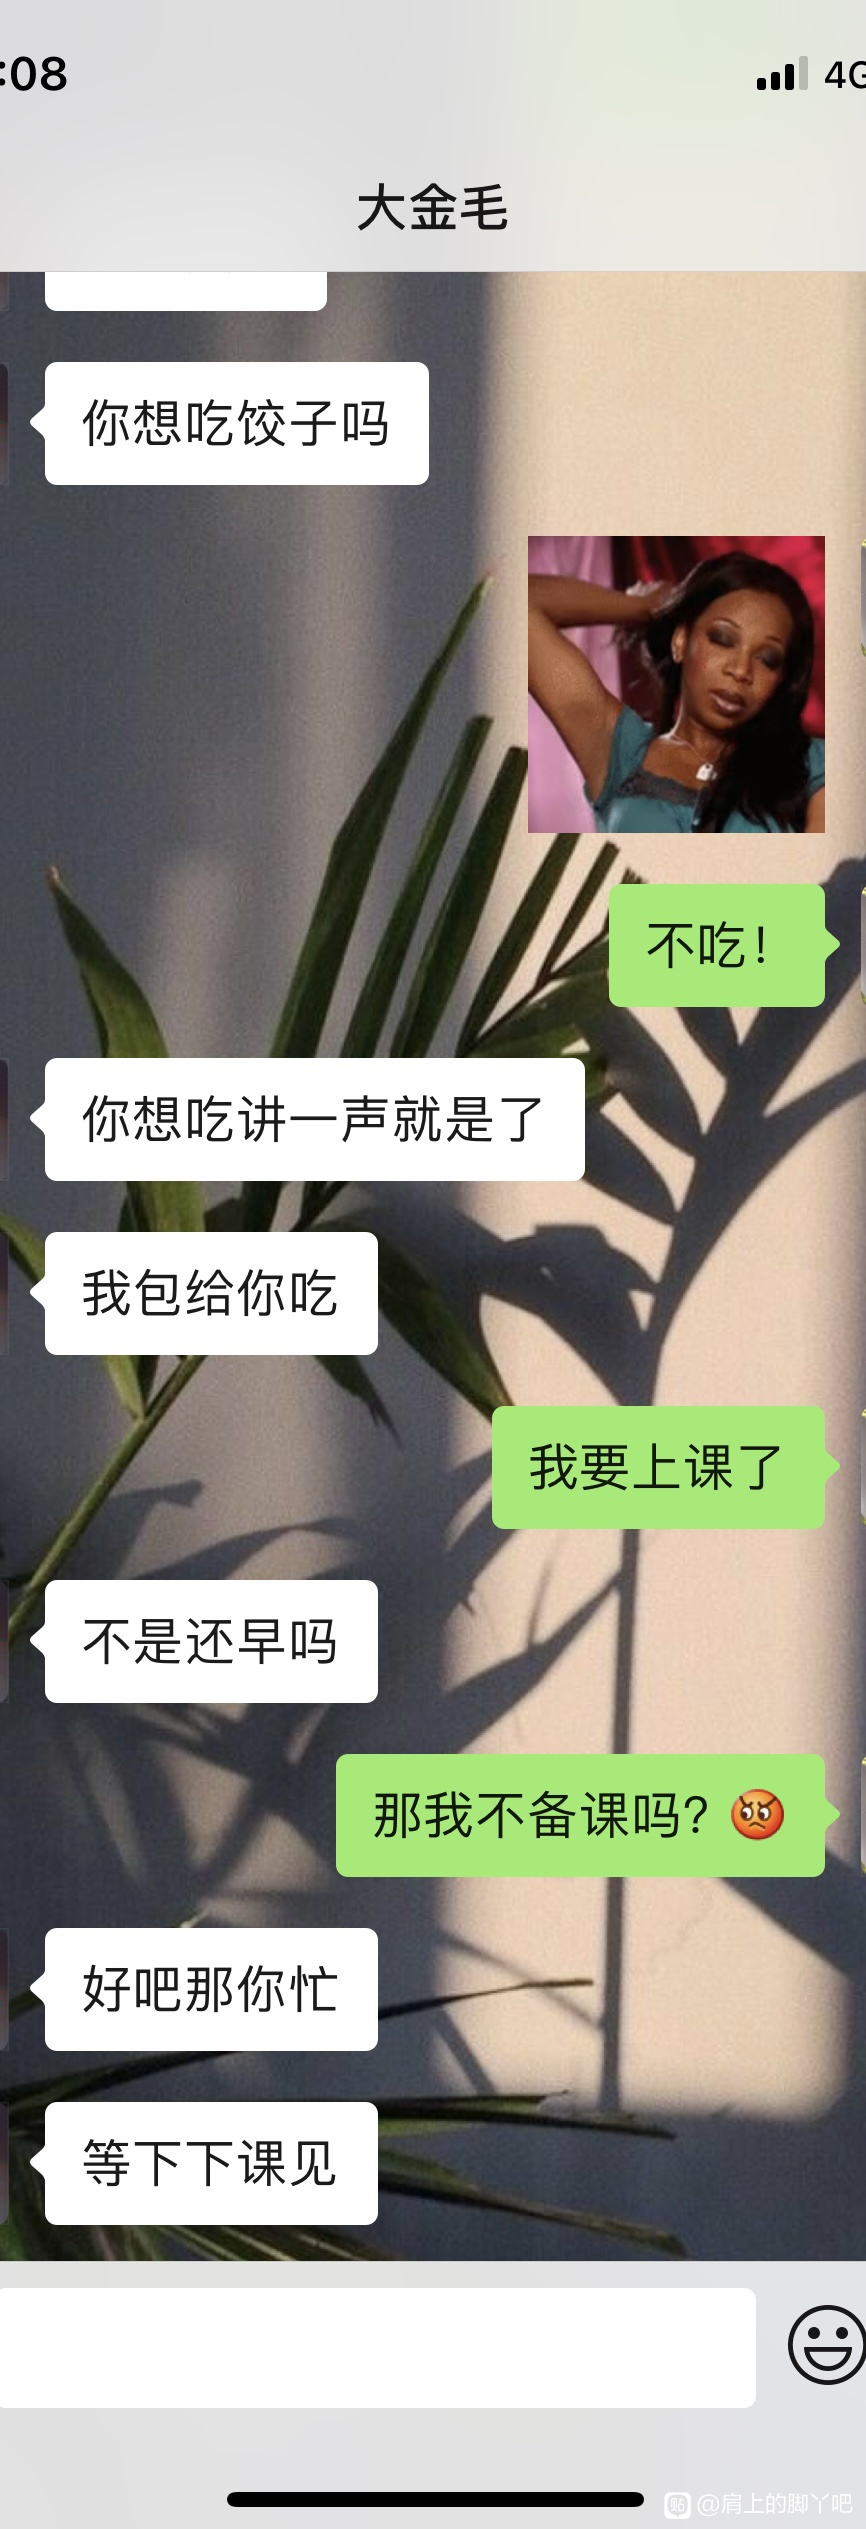 :08
4G
大金毛
你想吃饺子吗
不吃！
你想吃讲一声就是了
我包给你吃
我要上课了
不是还早吗
那我不备课吗？
好吧那你忙
等下下课见
贴 @肩上的脚丫吧